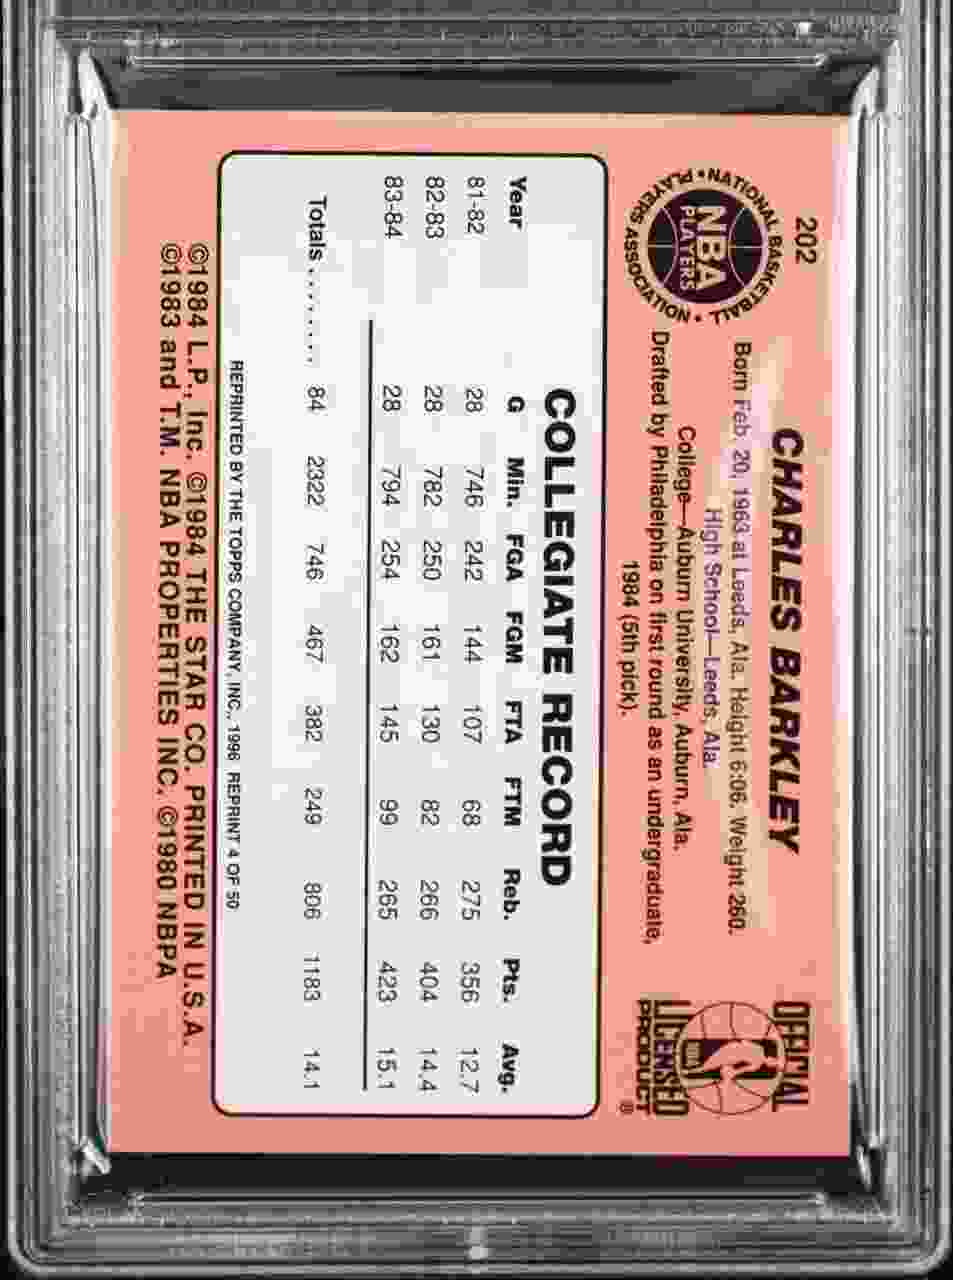 202
CHARLES BARKLEY
Born Feb. 20, 1963 at Leeds, Ala. Height 6:06. Weight 260.
High School—Leeds, Ala.
College—Auburn University, Auburn, Ala.
Drafted by Philadelphia on first round as an undergraduate,
1984 (5th pick).
• NATIONAL BASKETBALL • PLAYERS ASSOCIATION
NBA
PLAYERS
OFFICIAL
NBA
LICENSED
PRODUCT ®
COLLEGIATE RECORD
Year G Min. FGA FGM FTA FTM Reb. Pts. Avg.
81-82 28 746 242 144 107 68 275 356 12.7
82-83 28 782 250 161 130 82 266 404 14.4
83-84 28 794 254 162 145 99 265 423 15.1
Totals ........ 84 2322 746 467 382 249 806 1183 14.1
REPRINTED BY THE TOPPS COMPANY, INC., 1996 REPRINT 4 OF 50
©1984 L.P., Inc. ©1984 THE STAR CO. PRINTED IN U.S.A.
©1983 and T.M. NBA PROPERTIES INC. ©1980 NBPA